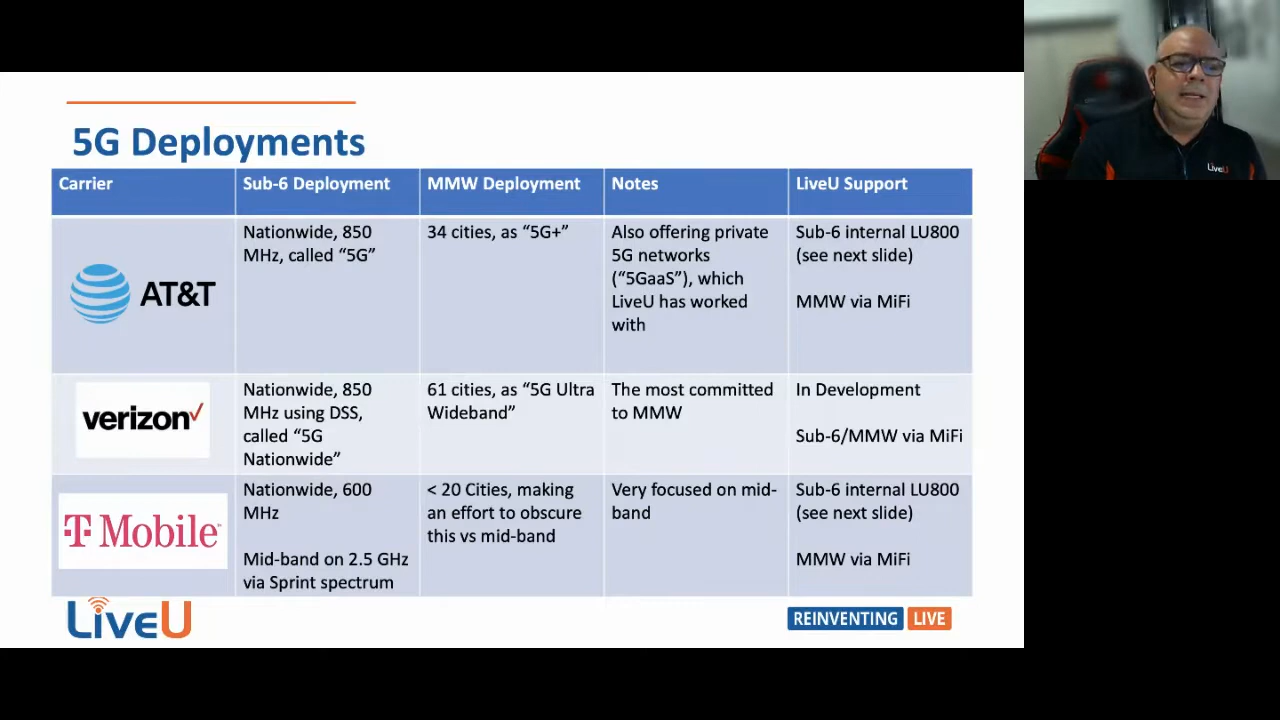 5G Deployments
Carrier
Sub-6 Deployment
MMW Deployment
Notes
LiveU Support
AT&T
Nationwide, 850
MHz, called “5G”
34 cities, as “5G+”
Also offering private
5G networks
(“5GaaS”), which
LiveU has worked
with
Sub-6 internal LU800
(see next slide)
MMW via MiFi
verizon
Nationwide, 850
MHz using DSS,
called “5G
Nationwide”
61 cities, as “5G Ultra
Wideband”
The most committed
to MMW
In Development
Sub-6/MMW via MiFi
T Mobile
Nationwide, 600
MHz
Mid-band on 2.5 GHz
via Sprint spectrum
< 20 Cities, making
an effort to obscure
this vs mid-band
Very focused on mid-
band
Sub-6 internal LU800
(see next slide)
MMW via MiFi
LiveU
REINVENTING LIVE
LiveU